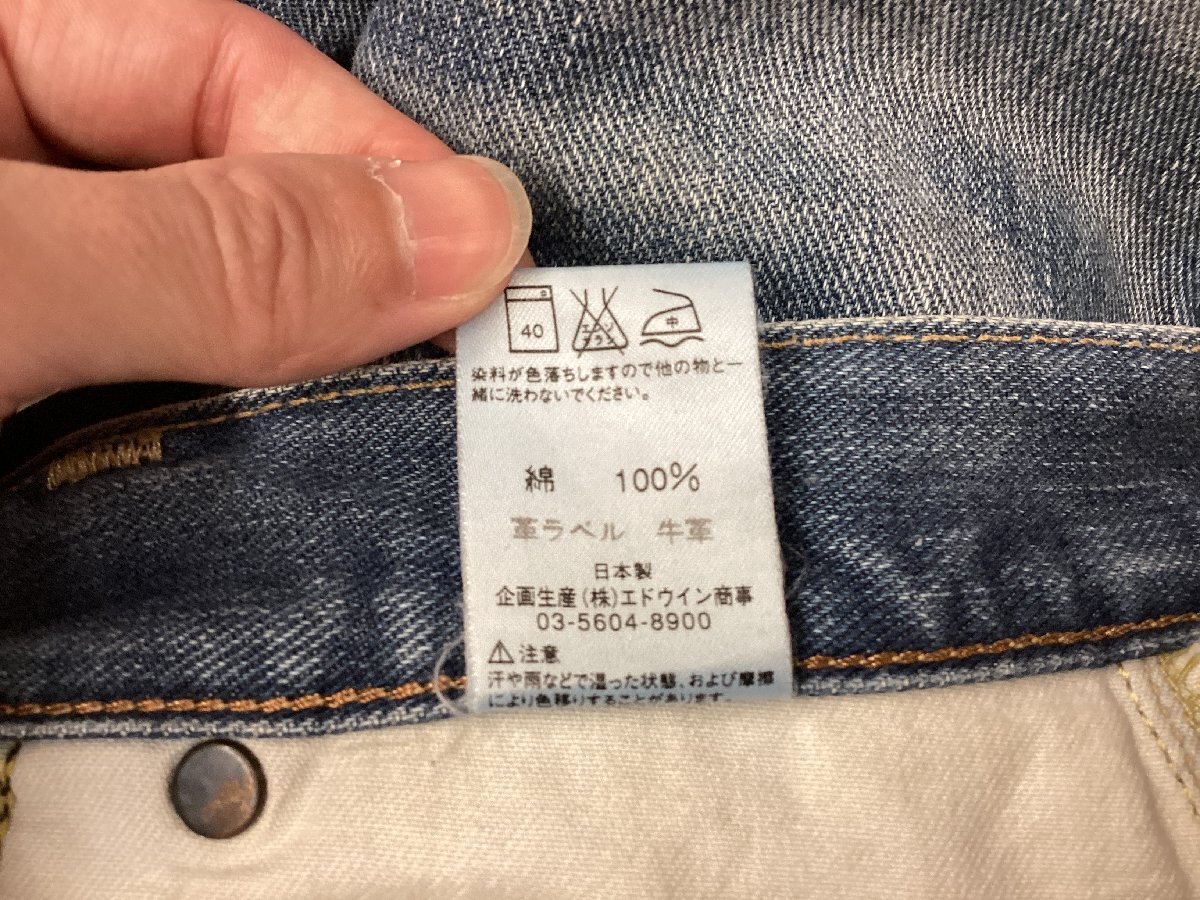 40 エンソ サラシ 中
染料が色落ちしますので他の物と一
緒に洗わないでください。
綿 100%
革ラベル 牛革
日本製
企画生産(株)エドウイン商事
03-5604-8900
⚠注意
汗や雨などで湿った状態、および摩擦
により色移りすることがあります。